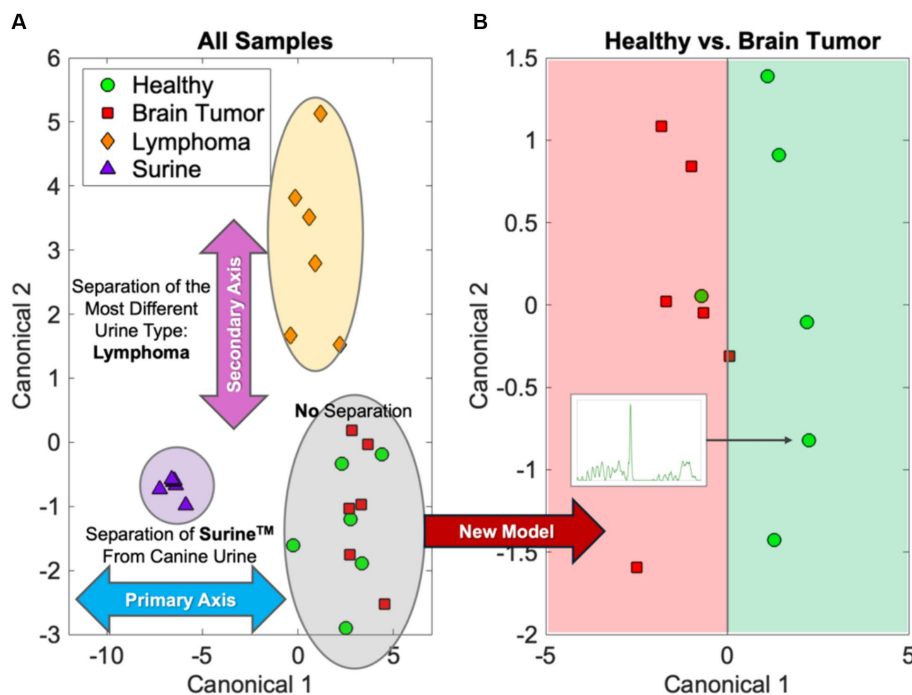 A
All Samples
Canonical 2
6
5
4
3
2
1
0
-1
-2
-3
Healthy
Brain Tumor
Lymphoma
Surine
Separation of the
Most Different
Urine Type:
Lymphoma
Secondary Axis
No Separation
Separation of Surine™
From Canine Urine
Primary Axis
-10
-5
0
5
Canonical 1
New Model
B
Healthy vs. Brain Tumor
Canonical 2
1.5
1
0.5
0
-0.5
-1
-1.5
-2
-5
0
5
Canonical 1